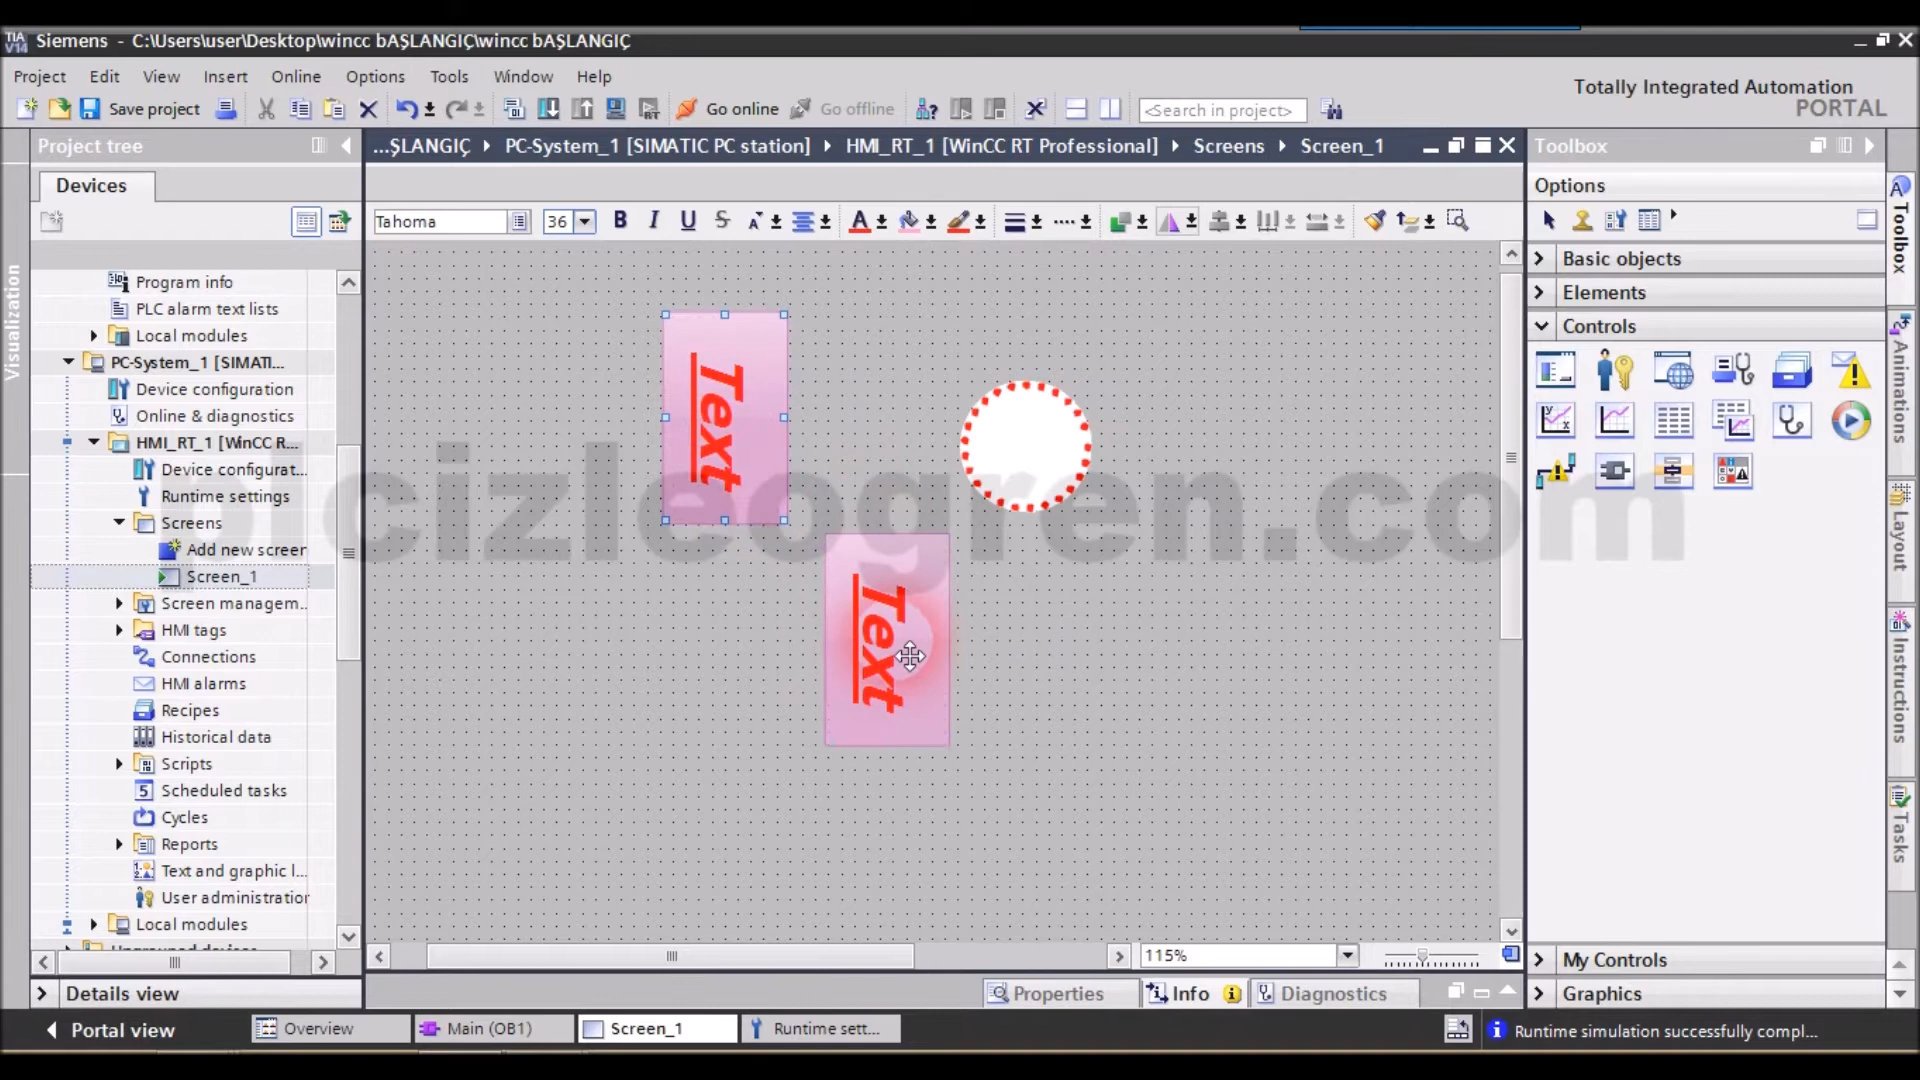 TIA
V14
Siemens - C:\Users\user\Desktop\wincc bAŞLANGIÇ\wincc bAŞLANGIÇ
Project Edit View Insert Online Options Tools Window Help
Totally Integrated Automation
PORTAL
Save project
Go online
Go offline
<Search in project>
Project tree
...ŞLANGIÇ PC-System_1 [SIMATIC PC station] HMI_RT_1 [WinCC RT Professional] Screens Screen_1
Toolbox
Devices
Options
Tahoma
36
B I U S
Basic objects
Elements
Controls
Program info
PLC alarm text lists
Local modules
PC-System_1 [SIMATI...
Device configuration
Online & diagnostics
HMI_RT_1 [WinCC R...
Device configurat...
Runtime settings
Screens
Add new screen
Screen_1
Screen managem...
HMI tags
Connections
HMI alarms
Recipes
Historical data
Scripts
Scheduled tasks
Cycles
Reports
Text and graphic l...
User administration
Local modules
Visualization
Text
Text
plcizleogren.com
Toolbox
Animations
Layout
Instructions
Tasks
115%
My Controls
Graphics
Details view
Properties
Info
Diagnostics
Portal view
Overview
Main (OB1)
Screen_1
Runtime sett...
Runtime simulation successfully compl...